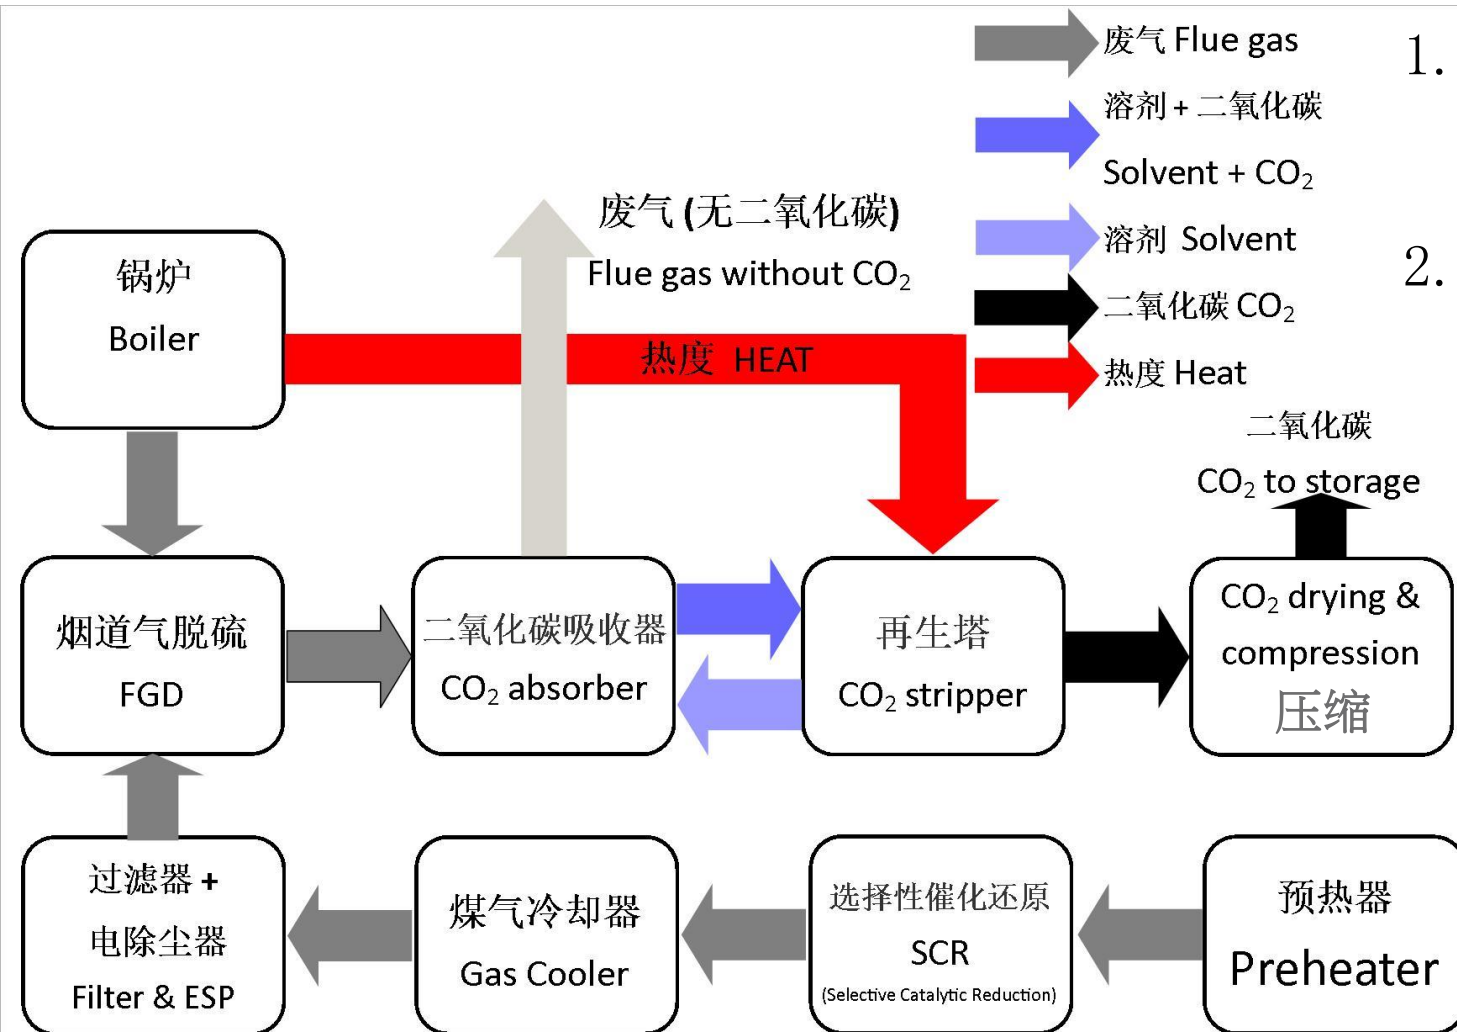 废气 Flue gas
1.
溶剂 + 二氧化碳
Solvent + CO₂
溶剂 Solvent
2.
二氧化碳 CO₂
热度 Heat
废气 (无二氧化碳)
Flue gas without CO₂
锅炉
Boiler
热度 HEAT
二氧化碳
CO₂ to storage
烟道气脱硫
FGD
二氧化碳吸收器
CO₂ absorber
再生塔
CO₂ stripper
CO₂ drying &
compression
压缩
过滤器 +
电除尘器
Filter & ESP
煤气冷却器
Gas Cooler
选择性催化还原
SCR
(Selective Catalytic Reduction)
预热器
Preheater